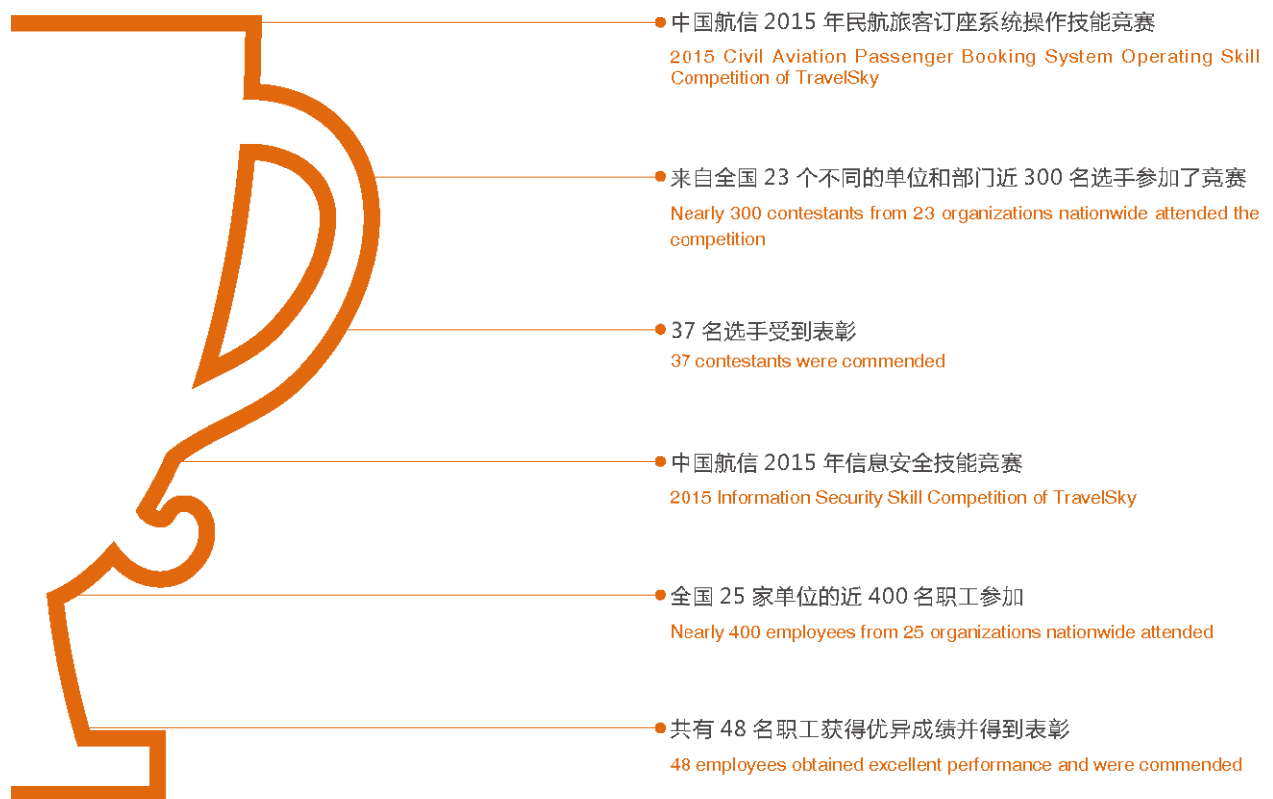 中国航信 2015 年民航旅客订座系统操作技能竞赛
2015 Civil Aviation Passenger Booking System Operating Skill
Competition of TravelSky
来自全国 23 个不同的单位和部门近 300 名选手参加了竞赛
Nearly 300 contestants from 23 organizations nationwide attended the
competition
37 名选手受到表彰
37 contestants were commended
中国航信 2015 年信息安全技能竞赛
2015 Information Security Skill Competition of TravelSky
全国 25 家单位的近 400 名职工参加
Nearly 400 employees from 25 organizations nationwide attended
共有 48 名职工获得优异成绩并得到表彰
48 employees obtained excellent performance and were commended